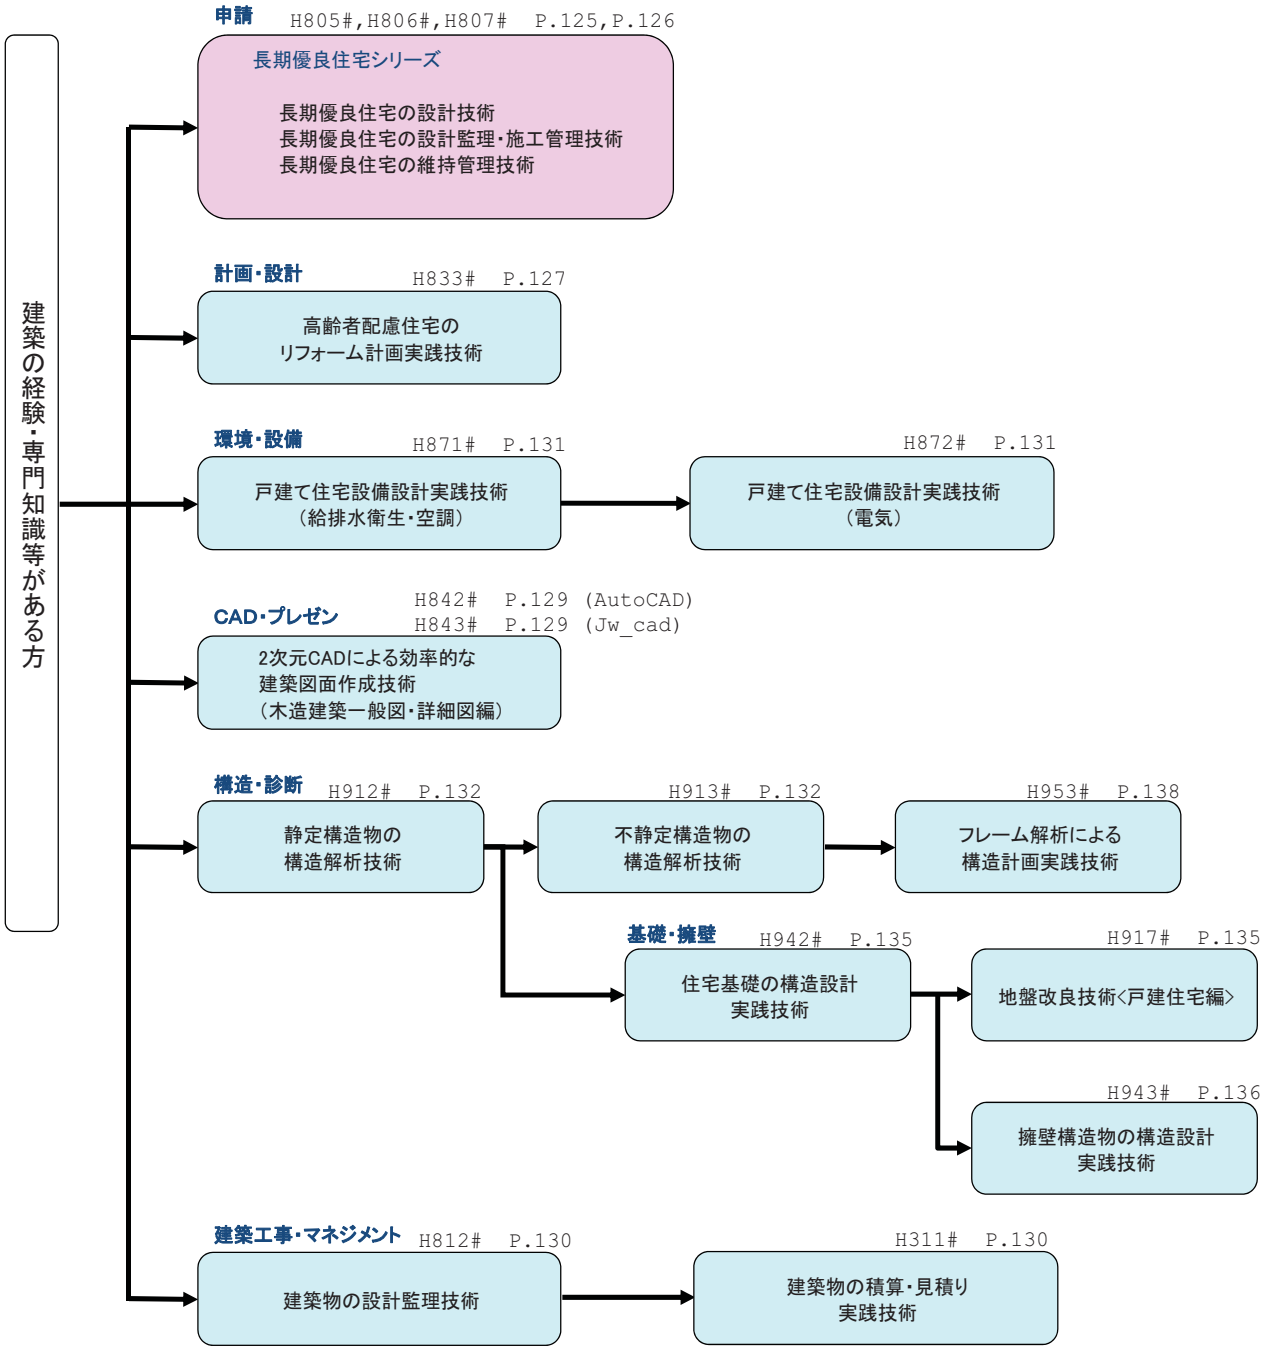 建築の経験・専門知識等がある方
申請
H805#,H806#,H807# P.125,P.126
長期優良住宅シリーズ
長期優良住宅の設計技術
長期優良住宅の設計監理・施工管理技術
長期優良住宅の維持管理技術
計画・設計
H833# P.127
高齢者配慮住宅の
リフォーム計画実践技術
環境・設備
H871# P.131
戸建て住宅設備設計実践技術
（給排水衛生・空調）
H872# P.131
戸建て住宅設備設計実践技術
（電気）
CAD・プレゼン
H842# P.129 (AutoCAD)
H843# P.129 (Jw_cad)
2次元CADによる効率的な
建築図面作成技術
（木造建築一般図・詳細図編）
構造・診断
H912# P.132
静定構造物の
構造解析技術
H913# P.132
不静定構造物の
構造解析技術
H953# P.138
フレーム解析による
構造計画実践技術
基礎・擁壁
H942# P.135
住宅基礎の構造設計
実践技術
H917# P.135
地盤改良技術<戸建住宅編>
H943# P.136
擁壁構造物の構造設計
実践技術
建築工事・マネジメント
H812# P.130
建築物の設計監理技術
H311# P.130
建築物の積算・見積り
実践技術